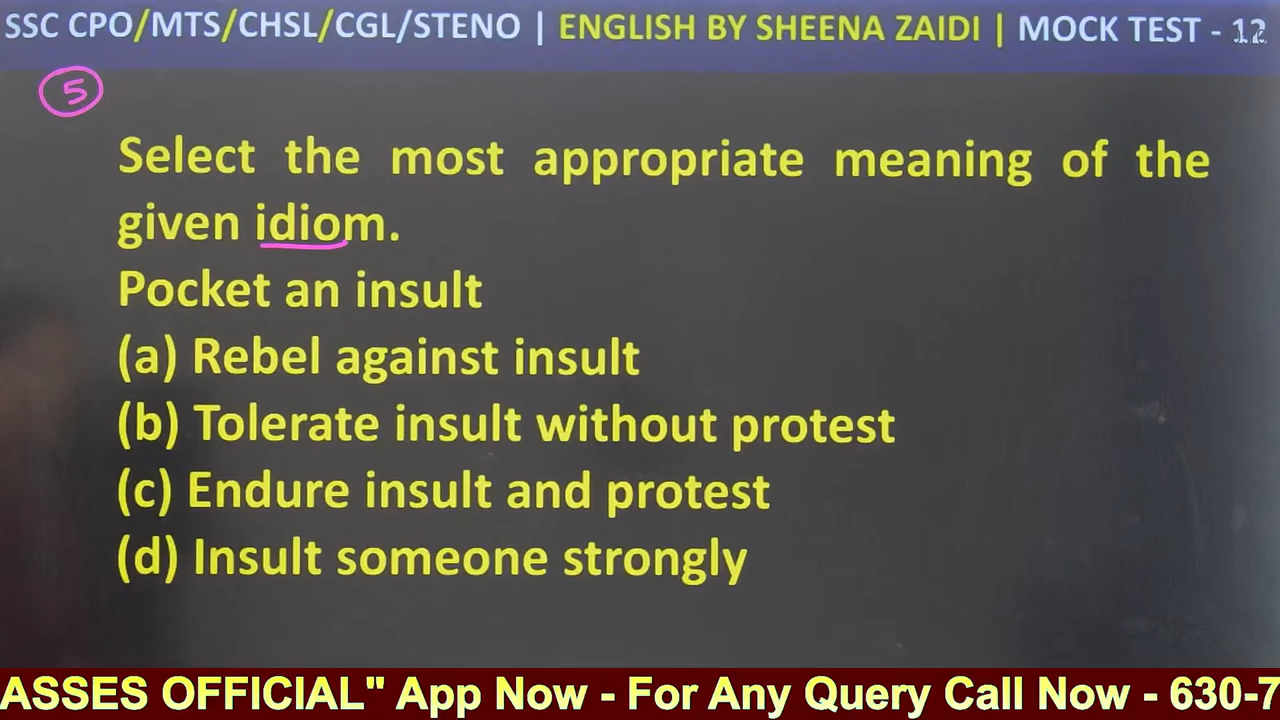 SSC CPO/MTS/CHSL/CGL/STENO | ENGLISH BY SHEENA ZAIDI | MOCK TEST - 12
5
Select the most appropriate meaning of the
given idiom.
Pocket an insult
(a) Rebel against insult
(b) Tolerate insult without protest
(c) Endure insult and protest
(d) Insult someone strongly
ASSES OFFICIAL" App Now - For Any Query Call Now - 630-7